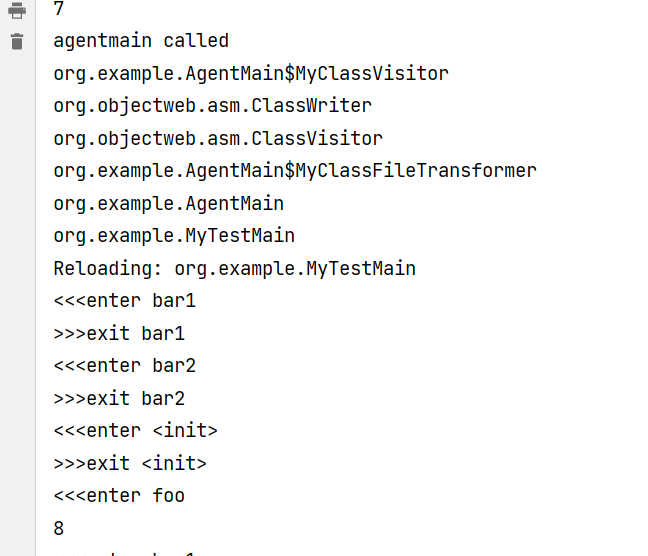 7
agentmain called
org.example.AgentMain$MyClassVisitor
org.objectweb.asm.ClassWriter
org.objectweb.asm.ClassVisitor
org.example.AgentMain$MyClassFileTransformer
org.example.AgentMain
org.example.MyTestMain
Reloading: org.example.MyTestMain
<<<enter bar1
>>>exit bar1
<<<enter bar2
>>>exit bar2
<<<enter <init>
>>>exit <init>
<<<enter foo
8